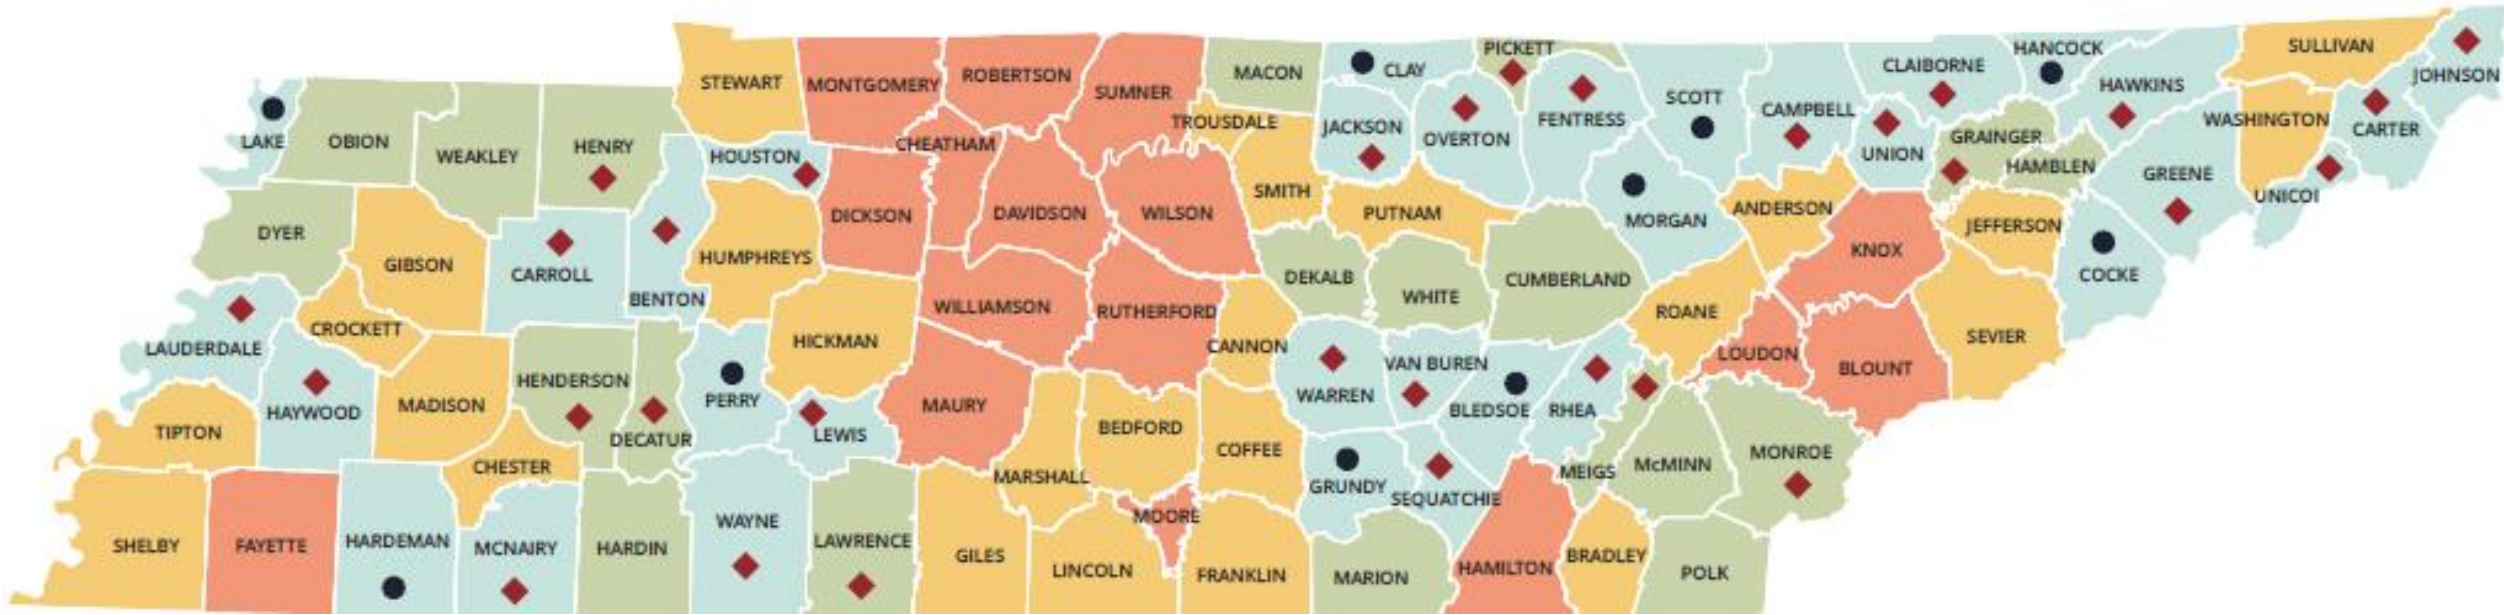 STEWART
MONTGOMERY
ROBERTSON
SUMNER
MACON
CLAY
PICKETT
FENTRESS
SCOTT
CAMPBELL
CLAIBORNE
HANCOCK
HAWKINS
SULLIVAN
JOHNSON
LAKE
OBION
WEAKLEY
HENRY
HOUSTON
CHEATHAM
TROUSDALE
JACKSON
OVERTON
UNION
GRAINGER
HAMBLEN
GREENE
WASHINGTON
CARTER
UNICOI
DYER
GIBSON
CARROLL
BENTON
HUMPHREYS
DICKSON
DAVIDSON
WILSON
SMITH
PUTNAM
MORGAN
ANDERSON
KNOX
JEFFERSON
COCKE
LAUDERDALE
CROCKETT
HICKMAN
WILLIAMSON
RUTHERFORD
CANNON
DEKALB
WHITE
CUMBERLAND
ROANE
LOUDON
BLOUNT
SEVIER
TIPTON
HAYWOOD
MADISON
HENDERSON
DECATUR
PERRY
LEWIS
MAURY
BEDFORD
COFFEE
WARREN
VAN BUREN
BLEDSOE
RHEA
CHESTER
MARSHALL
GRUNDY
SEQUATCHIE
MEIGS
McMINN
MONROE
SHELBY
FAYETTE
HARDEMAN
MCNAIRY
HARDIN
WAYNE
LAWRENCE
GILES
LINCOLN
MOORE
FRANKLIN
MARION
HAMILTON
BRADLEY
POLK